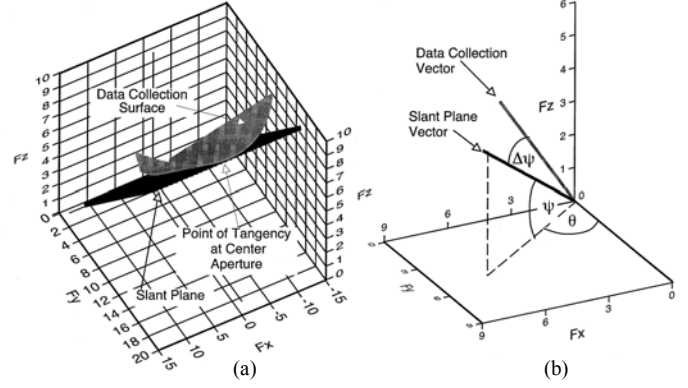 10
9
8
7
6
5
4
3
2
1
0
Fz
Data Collection
Surface
10
9
8
7
6
5
4
3
2
1
0
Fz
2
4
6
8
10
12
14
16
18
20
Fy
Point of Tangency
at Center
Aperture
Slant Plane
15
10
5
0
-5
-10
-15
Fx
(a)
6
5
4
3
2
1
0
Fz
Data Collection
Vector
Slant Plane
Vector
Δψ
ψ
θ
9
6
3
Fy
9
6
3
0
Fx
(b)